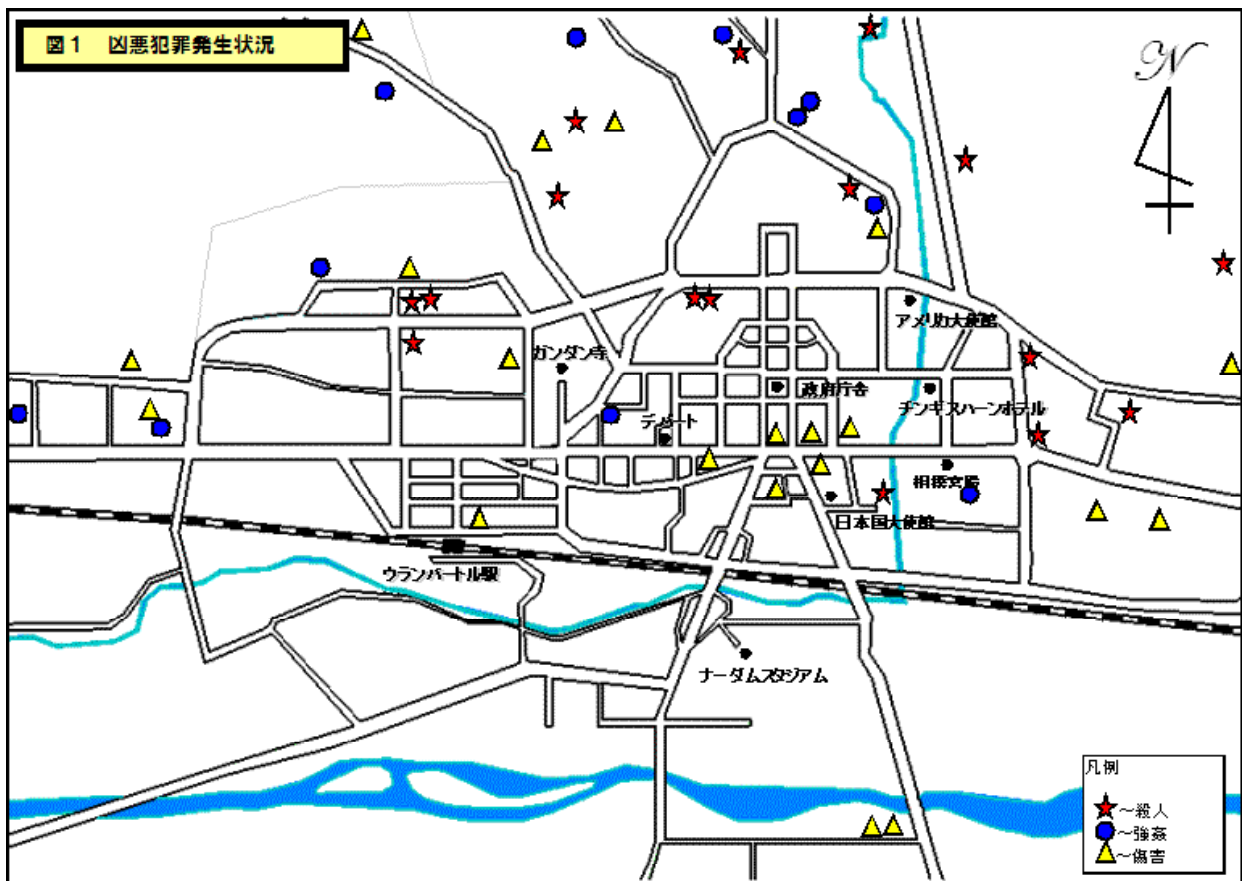 図1 凶悪犯罪発生状況
N
アメリカ大使館
ガンダン寺
政府庁舎
チンギスハーンホテル
デパート
相撲宮殿
日本国大使館
ウランバートル駅
ナーダムスタジアム
凡例
～殺人
～強姦
～傷害